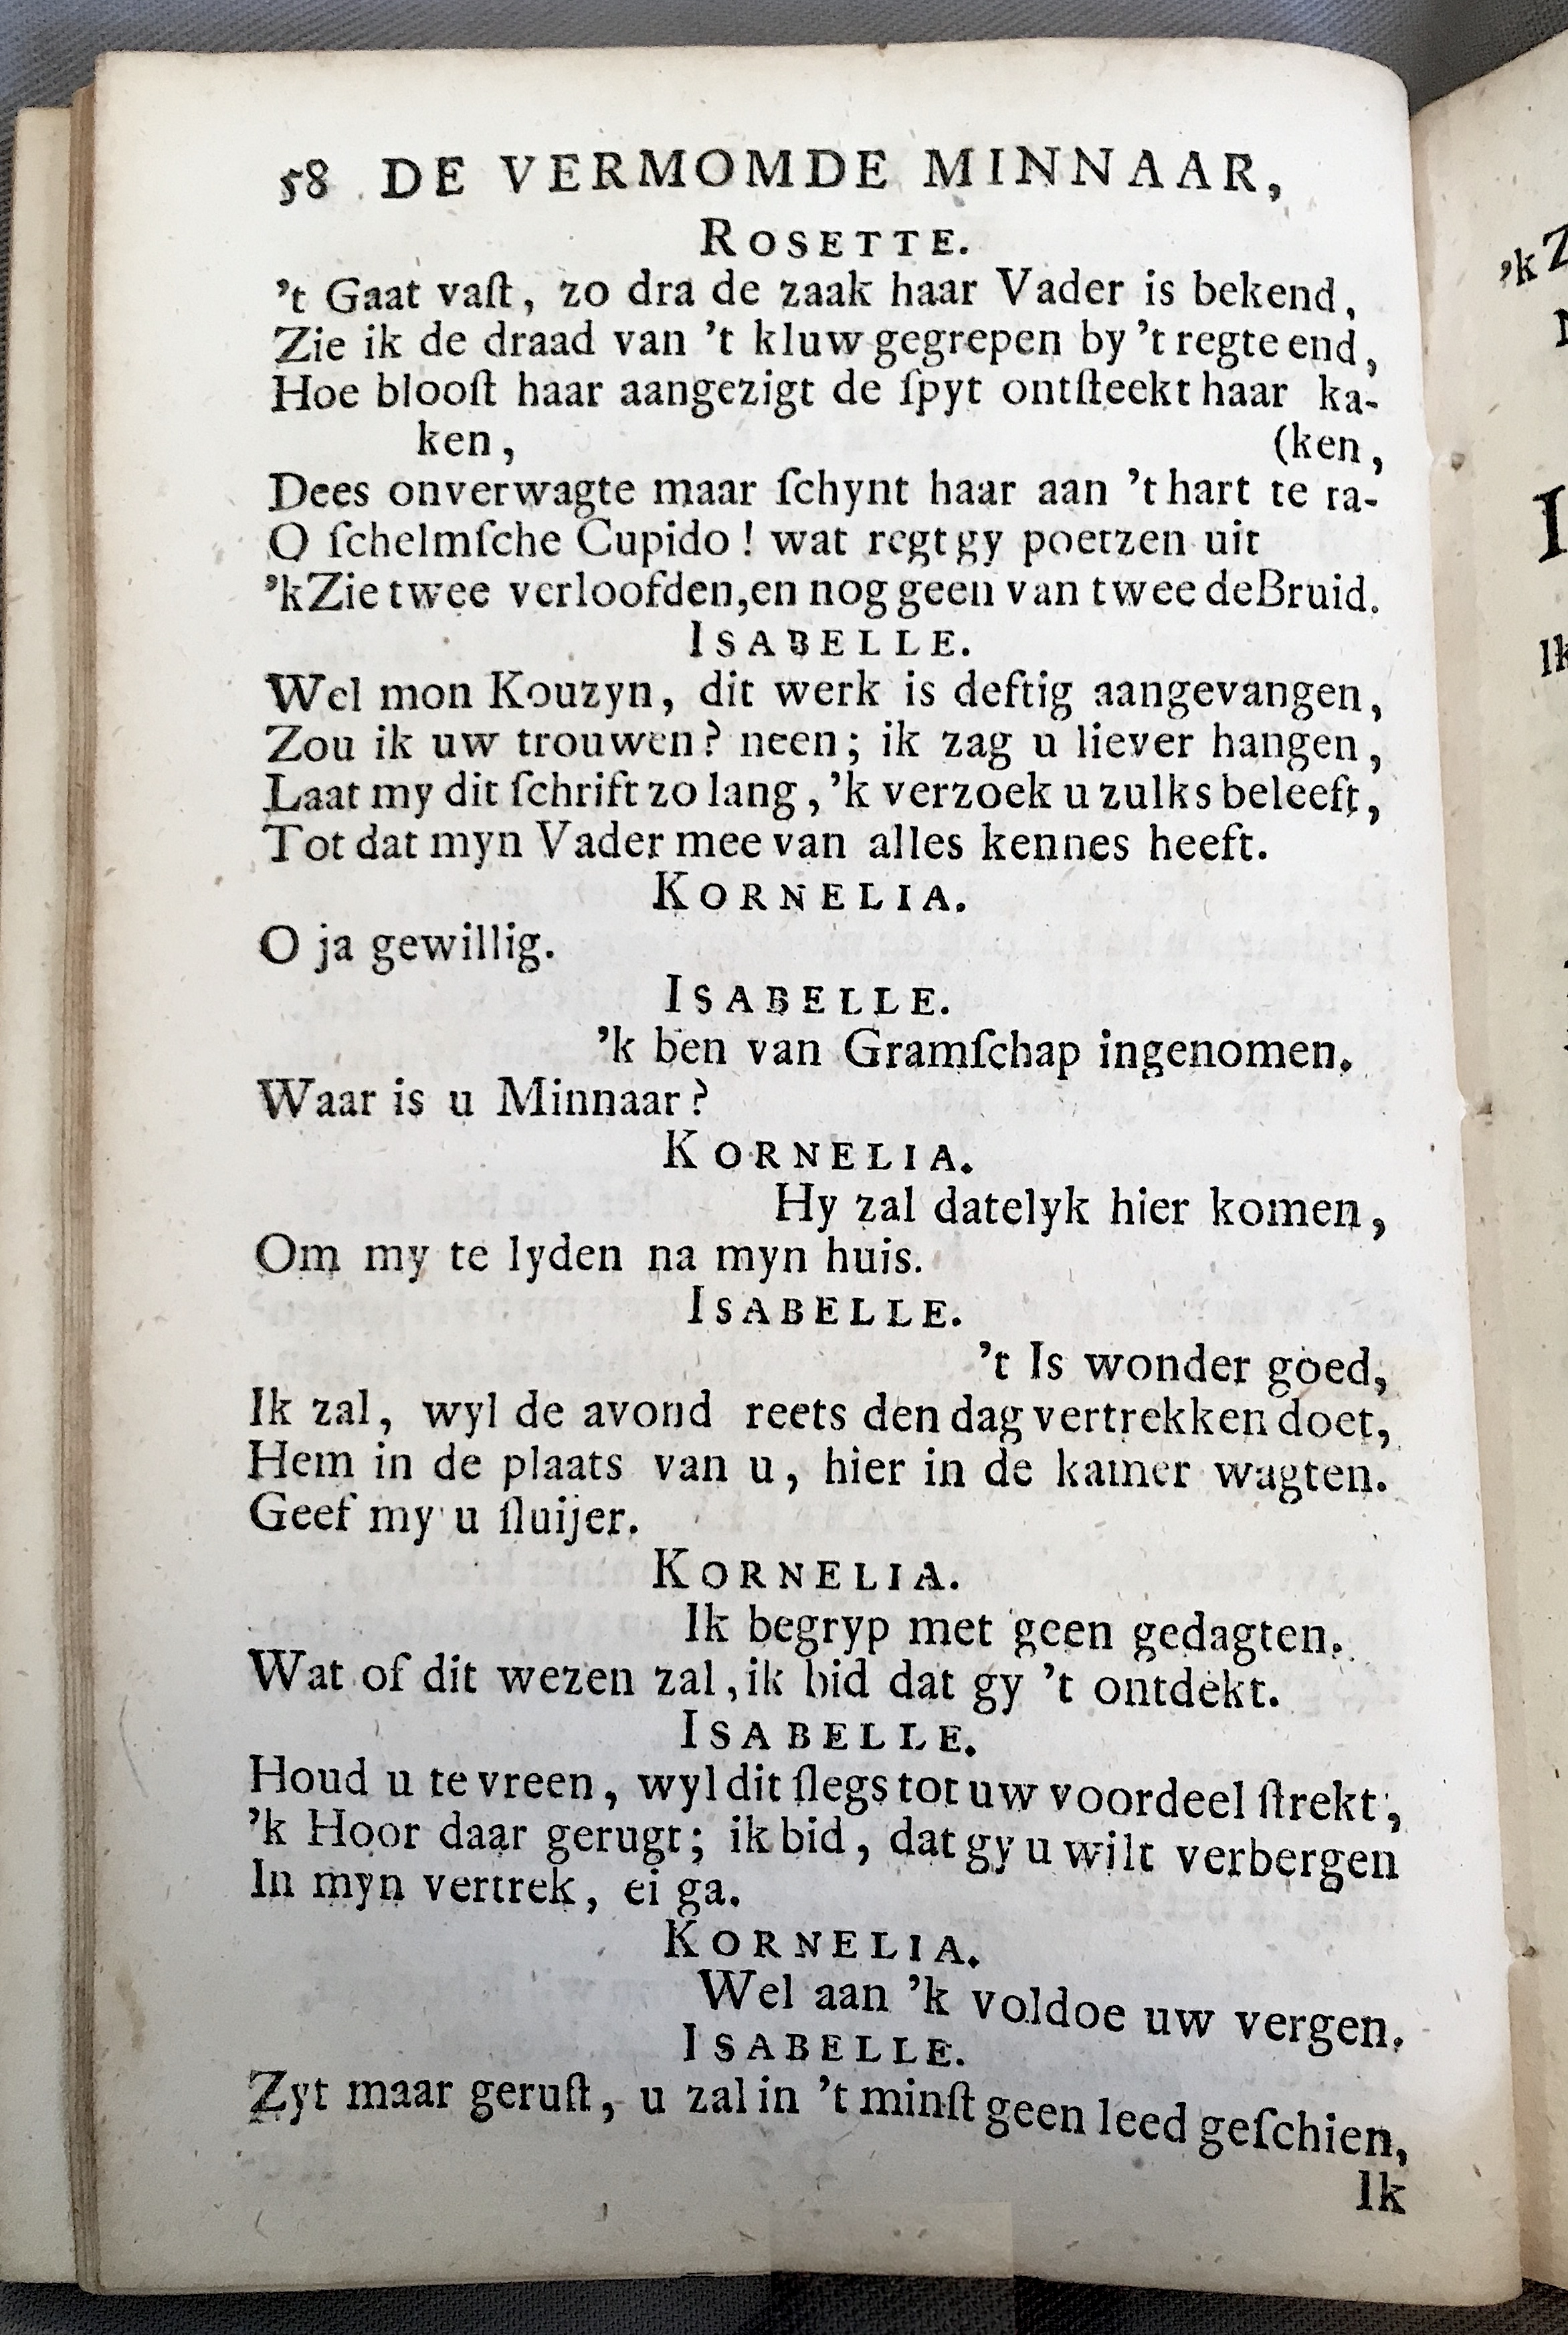 58 DE VERMOMDE MINNAAR,
ROSETTE.
’t Gaat vaſt, zo dra de zaak haar Vader is bekend,
Zie ik de draad van ’t kluw gegrepen by ’t regte end,
Hoe blooſt haar aangezigt de ſpyt ontſteekt haar ka-
ken, (ken,
Dees onverwagte maar ſchynt haar aan ’t hart te ra-
O ſchelmſche Cupido! wat regt gy poetzen uit
’k Zie twee verloofden, en nog geen van twee de Bruid.
ISABELLE.
Wel mon Kouzyn, dit werk is deftig aangevangen,
Zou ik uw trouwen? neen; ik zag u liever hangen,
Laat my dit ſchrift zo lang, ’k verzoek u zulks beleeft,
Tot dat myn Vader mee van alles kennes heeft.
KORNELIA.
O ja gewillig.
ISABELLE.
’k ben van Gramſchap ingenomen.
Waar is u Minnaar?
KORNELIA.
Hy zal datelyk hier komen,
Om my te lyden na myn huis.
ISABELLE.
’t Is wonder goed,
Ik zal, wyl de avond reets den dag vertrekken doet,
Hem in de plaats van u, hier in de kamer wagten.
Geef my u ſluijer.
KORNELIA.
Ik begryp met geen gedagten.
Wat of dit wezen zal, ik bid dat gy ’t ontdekt.
ISABELLE.
Houd u te vreen, wyl dit ſlegs tot uw voordeel ſtrekt,
’k Hoor daar gerugt; ik bid, dat gy u wilt verbergen
In myn vertrek, ei ga.
KORNELIA.
Wel aan ’k voldoe uw vergen.
ISABELLE.
Zyt maar geruſt, u zal in ’t minſt geen leed geſchien,
Ik
’k Z
I
Ik